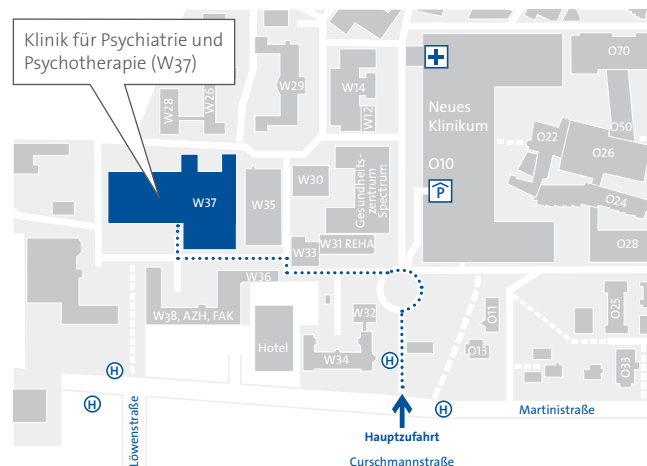 Klinik für Psychiatrie und
Psychotherapie (W37)
W28
W26
W29
W14
W12
Neues
Klinikum
O10
O70
O50
O22
O26
O24
O28
W37
W35
W30
Gesundheits-
zentrum
Spectrum
P
W31 REHA
W33
W36
W38, AZH, FAK
W32
W34
Hotel
O11
O13
O25
O33
H
H
H
H
Löwenstraße
Martinistraße
Hauptzufahrt
Curschmannstraße